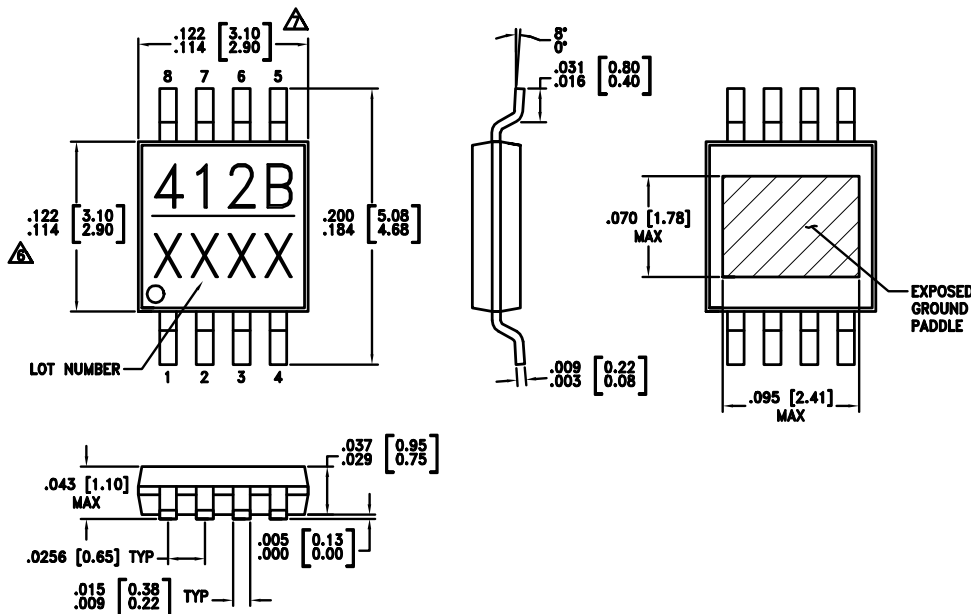 .122 [3.10]
.114 [2.90]
7
8 7 6 5
412B
XXXX
.122 [3.10]
.114 [2.90]
6
.200 [5.08]
.184 [4.68]
LOT NUMBER
1 2 3 4
8°
0°
.031 [0.80]
.016 [0.40]
.009 [0.22]
.003 [0.08]
.070 [1.78]
MAX
EXPOSED
GROUND
PADDLE
.095 [2.41]
MAX
.037 [0.95]
.029 [0.75]
.043 [1.10]
MAX
.005 [0.13]
.000 [0.00]
.0256 [0.65] TYP
.015 [0.38] TYP
.009 [0.22]